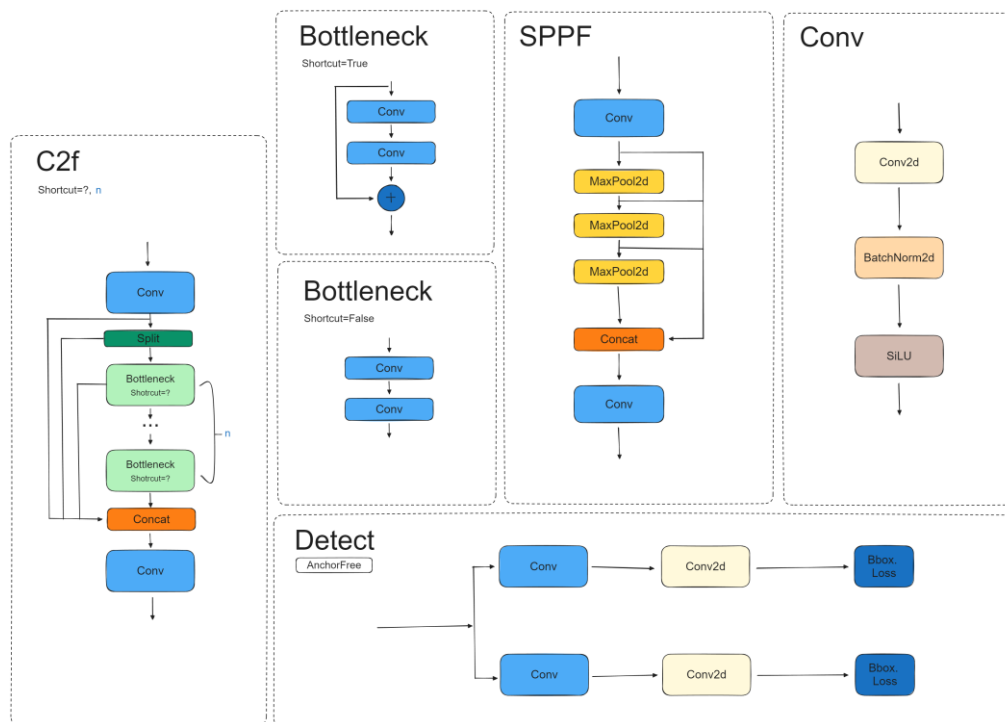 C2f
Shortcut=?, n
Conv
Split
Bottleneck
Shotrcut=?
...
n
Bottleneck
Shotrcut=?
Concat
Conv
Bottleneck
Shortcut=True
Conv
Conv
+
Bottleneck
Shortcut=False
Conv
Conv
SPPF
Conv
MaxPool2d
MaxPool2d
MaxPool2d
Concat
Conv
Conv
Conv2d
BatchNorm2d
SiLU
Detect
AnchorFree
Conv
Conv2d
Bbox.
Loss
Conv
Conv2d
Bbox.
Loss